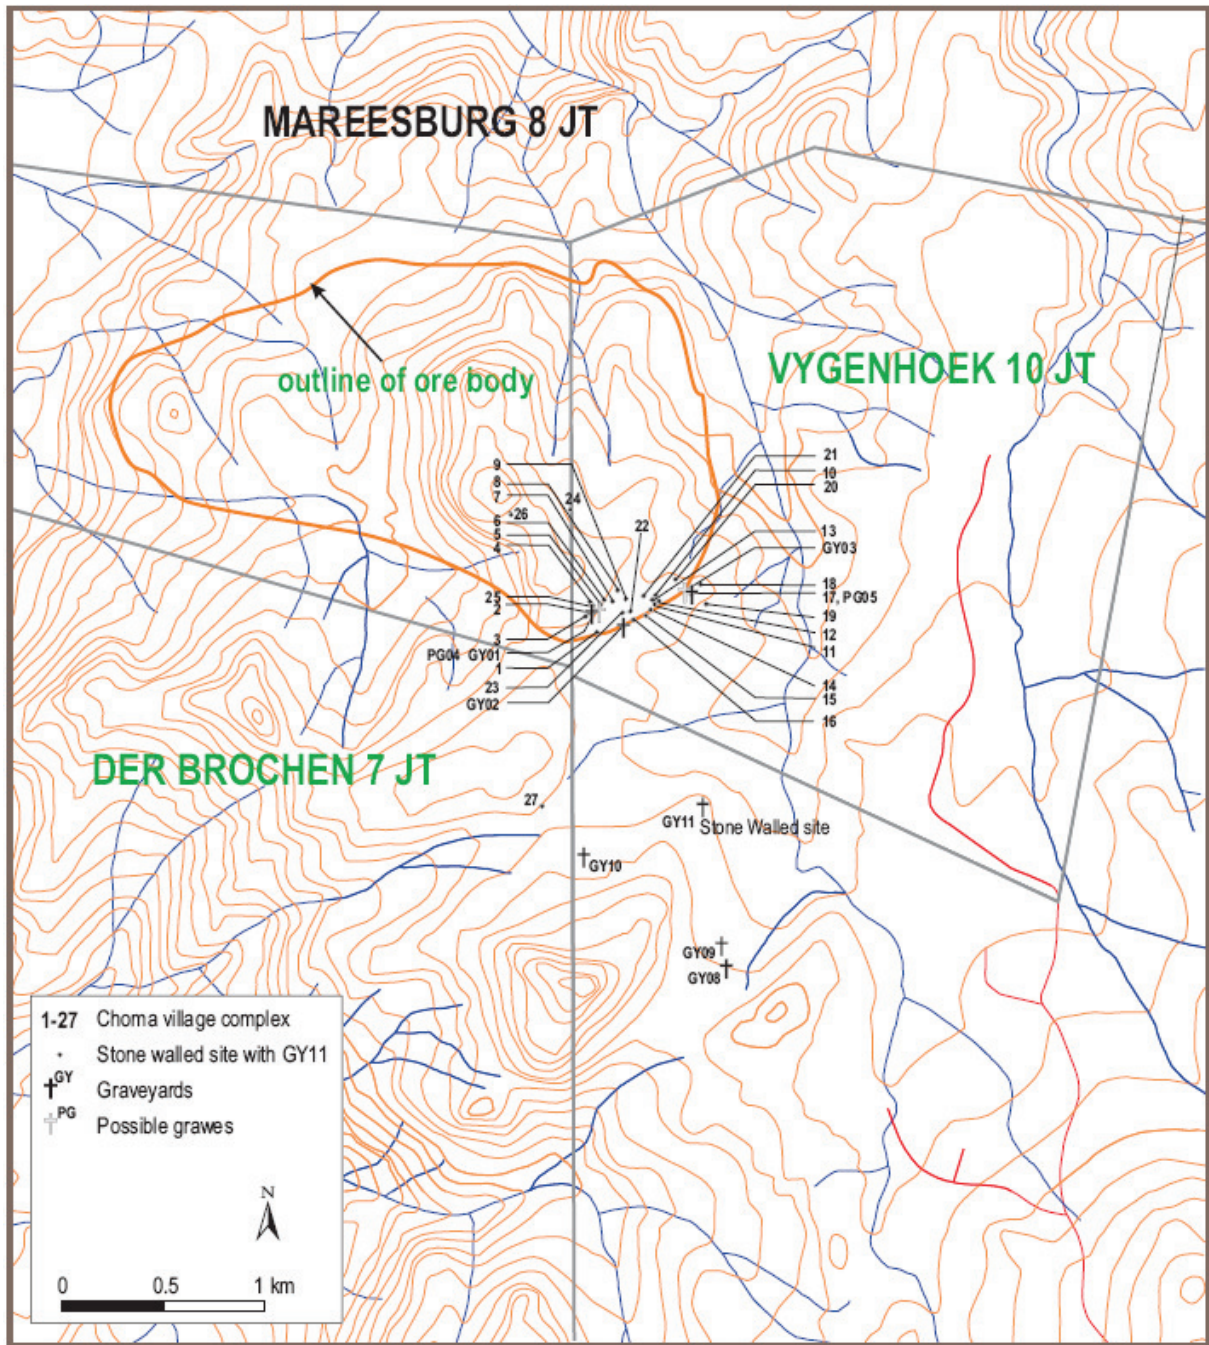 MAREESBURG 8 JT
VYGENHOEK 10 JT
outline of ore body
9
8
7
24
26
6
5
4
22
21
10
20
13
GY03
18
17, PG05
19
12
11
25
2
3
PG04 GY01
1
23
GY02
14
15
16
DER BROCHEN 7 JT
27
GY11 Stone Walled site
GY10
GY09
GY08
1-27 Choma village complex
Stone walled site with GY11
GY Graveyards
PG Possible grawes
N
0 0.5 1 km